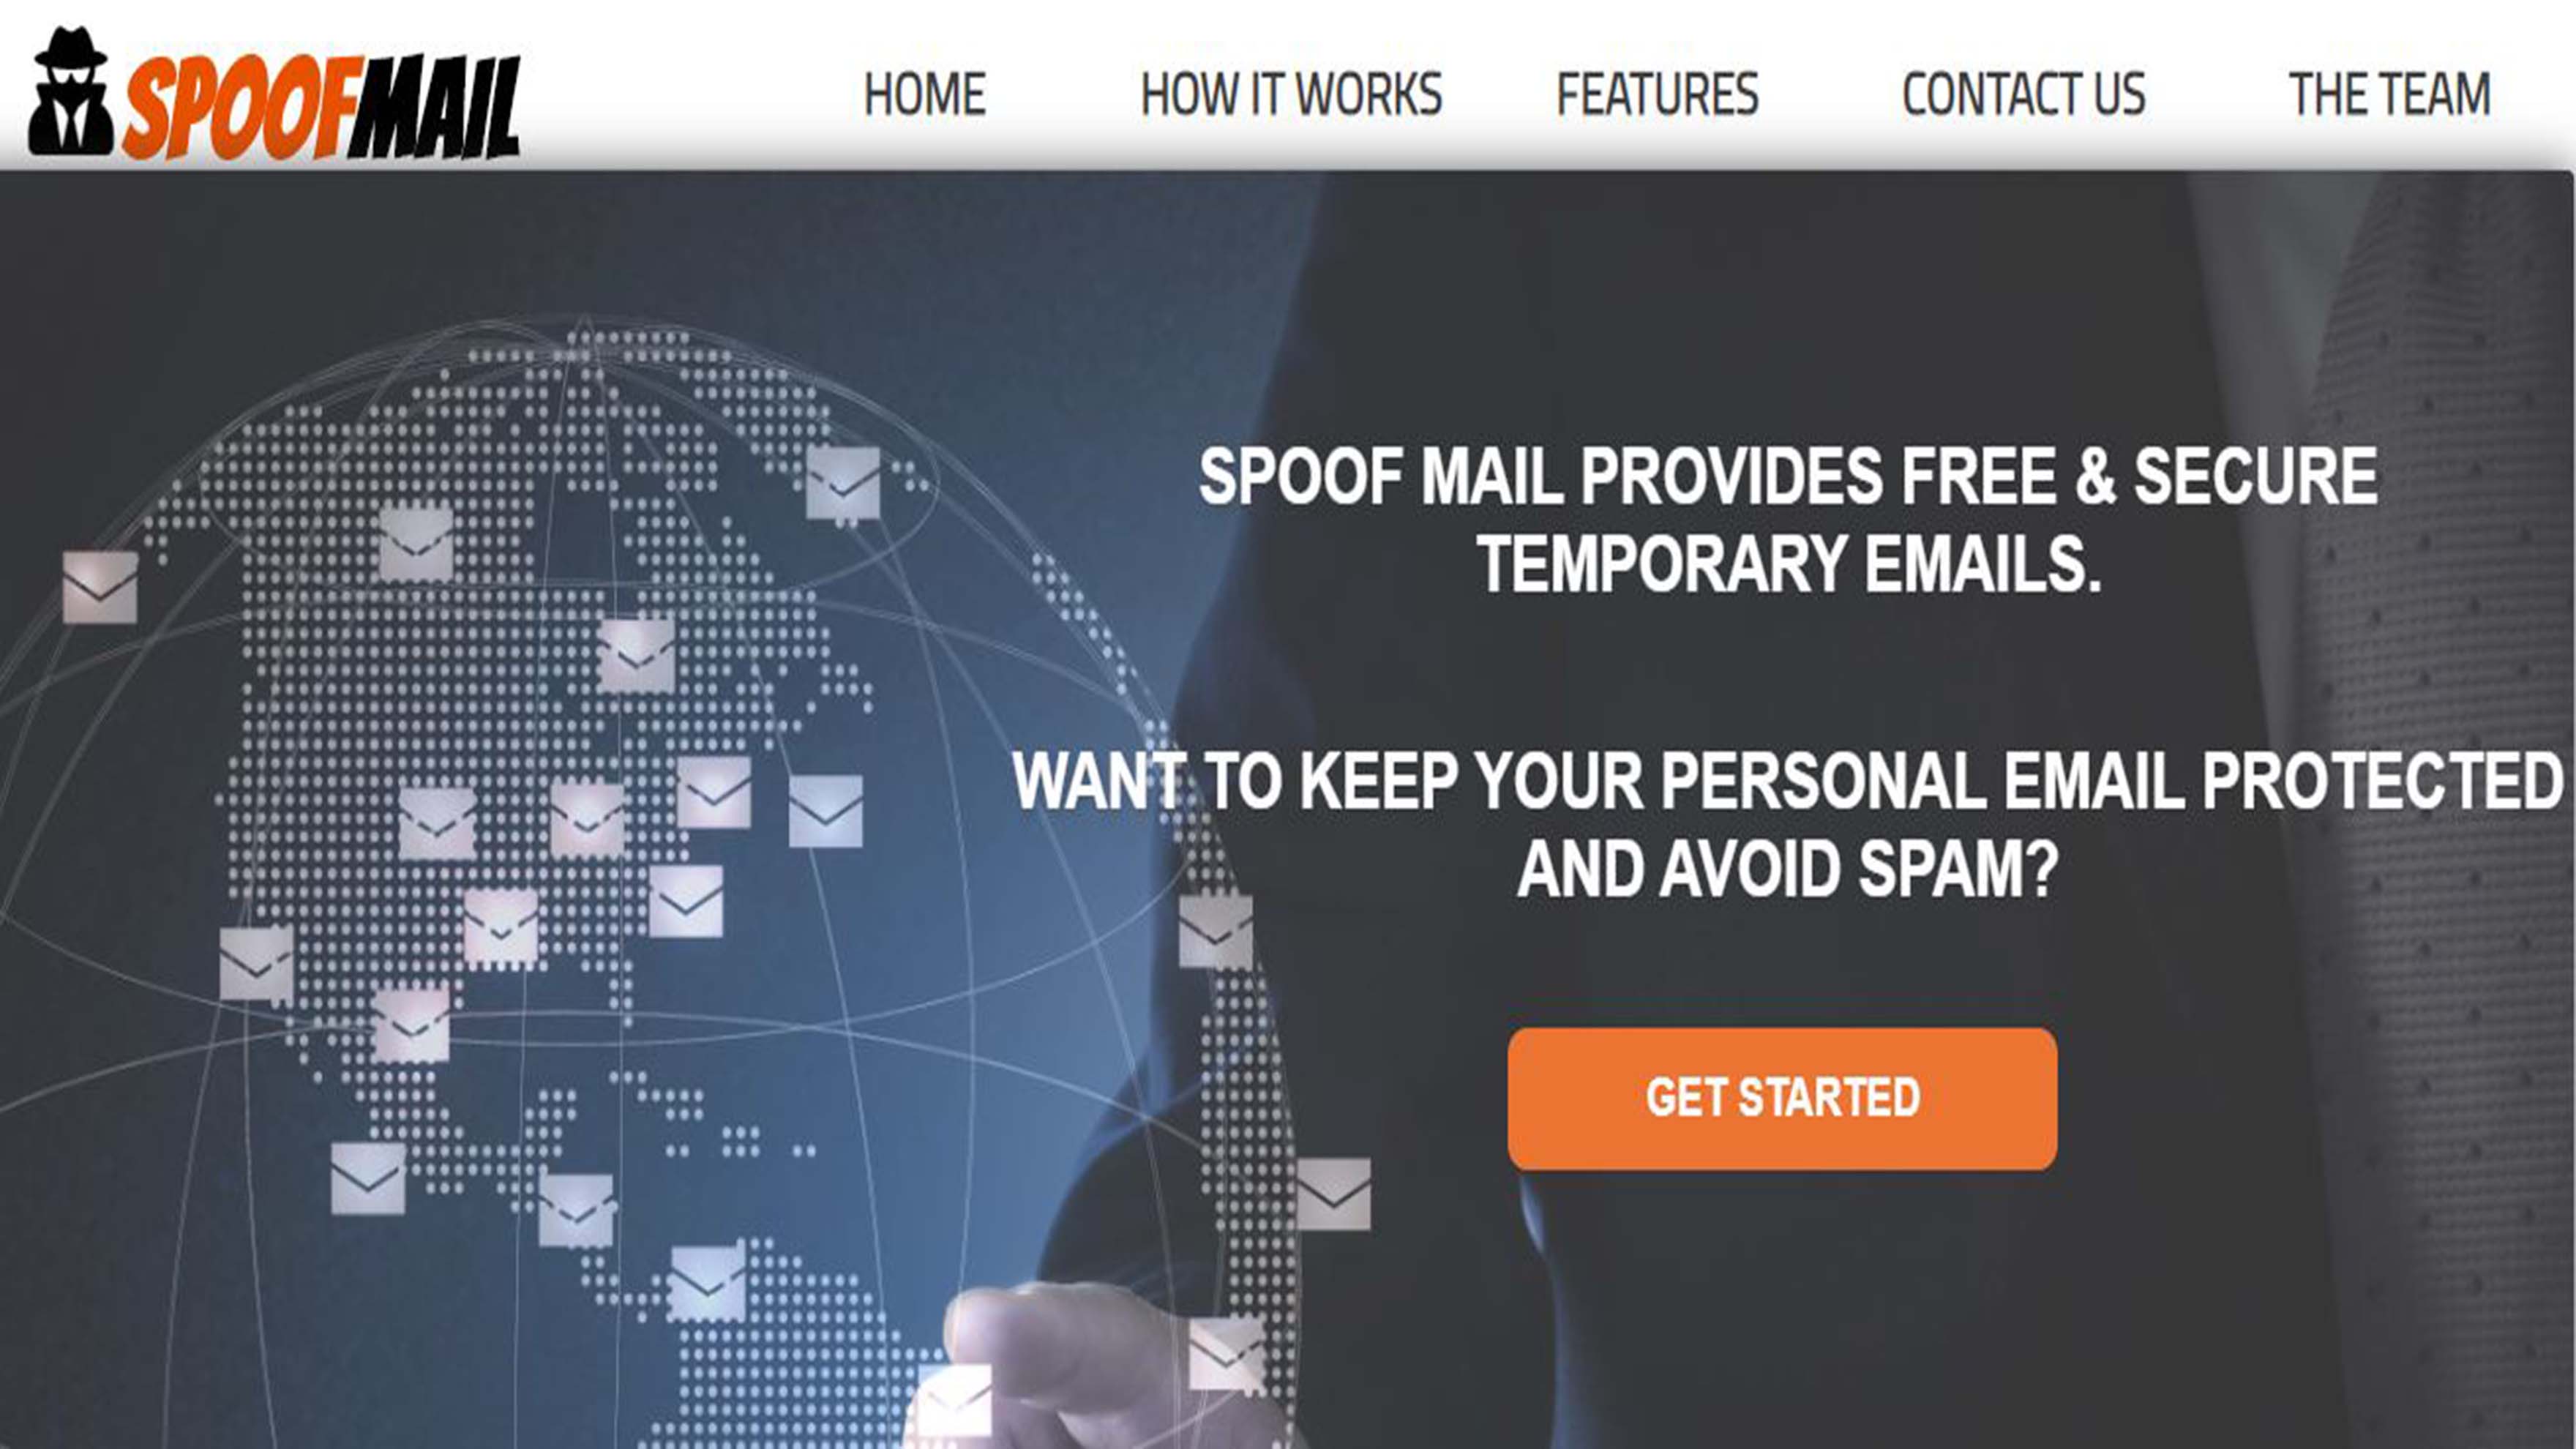 SPOOFMAIL
HOME HOW IT WORKS FEATURES CONTACT US THE TEAM
SPOOF MAIL PROVIDES FREE & SECURE
TEMPORARY EMAILS.
WANT TO KEEP YOUR PERSONAL EMAIL PROTECTED
AND AVOID SPAM?
GET STARTED